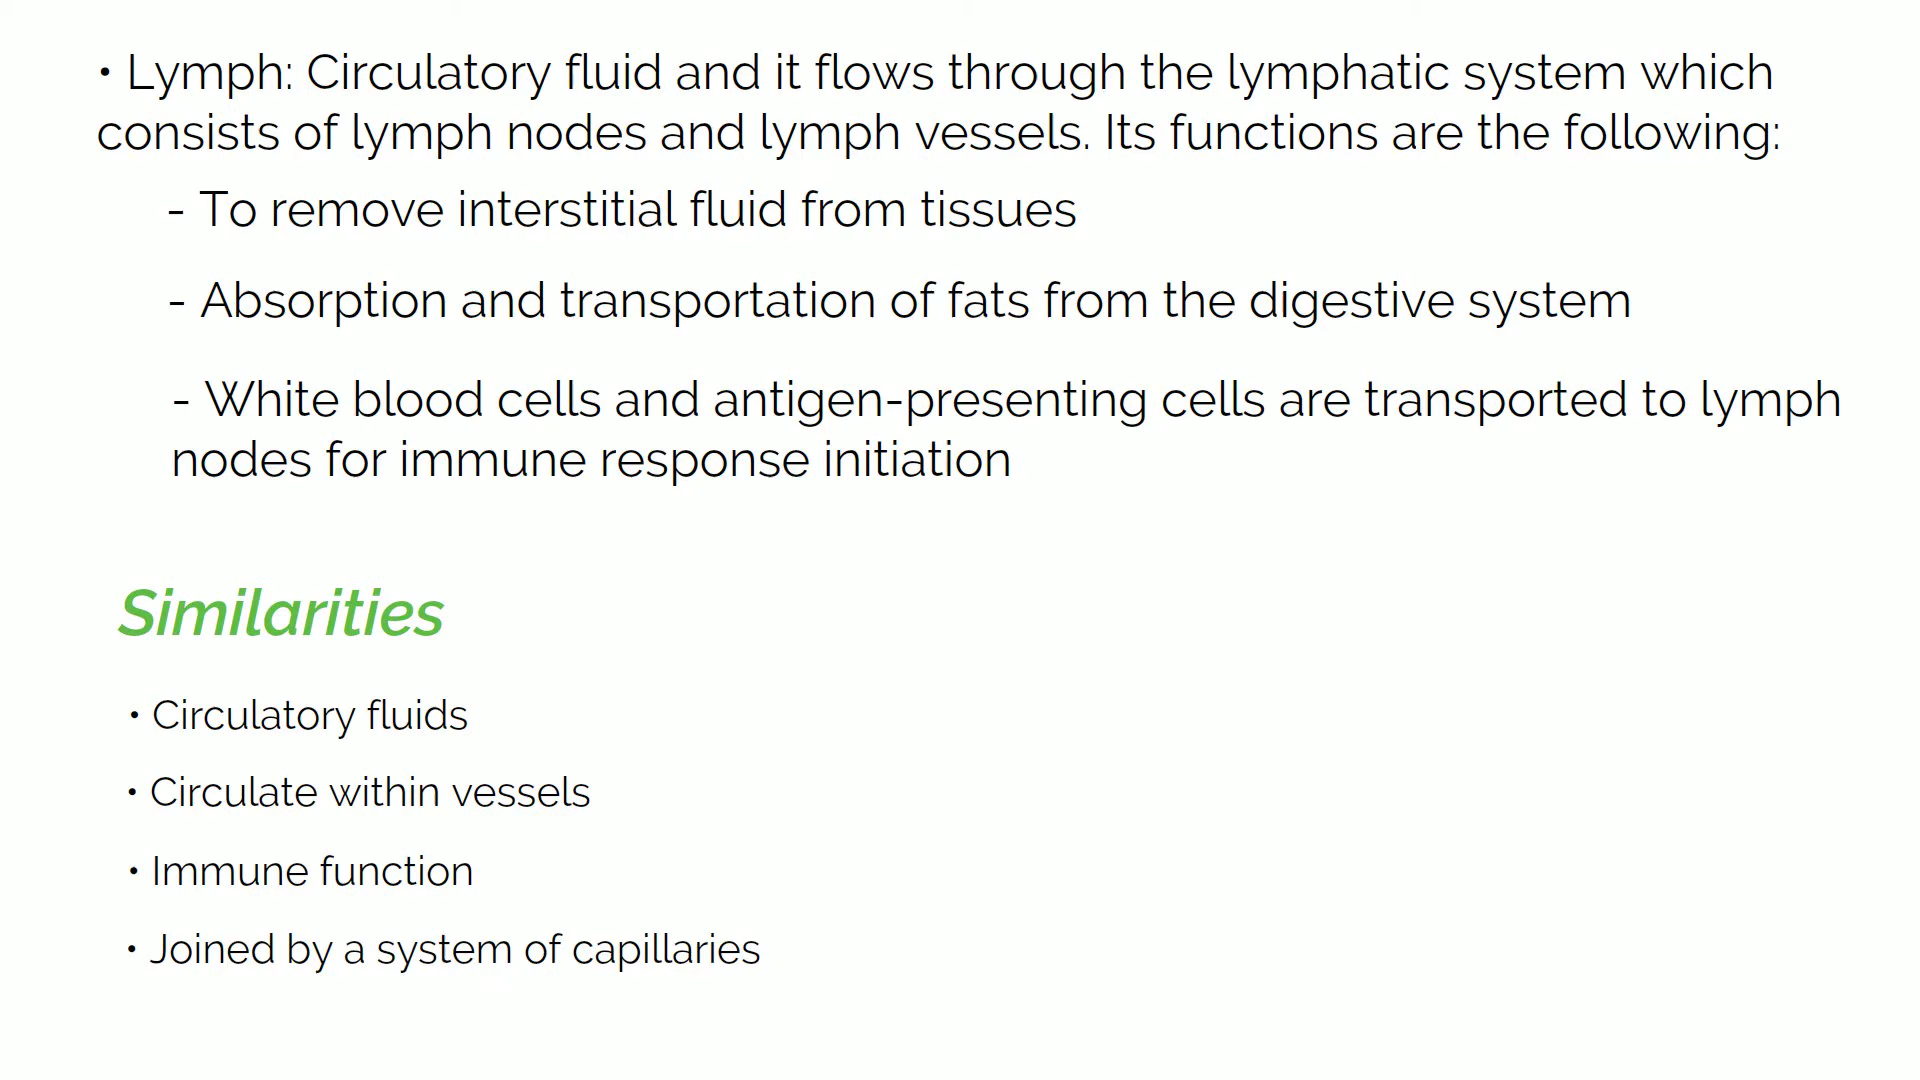 • Lymph: Circulatory fluid and it flows through the lymphatic system which
consists of lymph nodes and lymph vessels. Its functions are the following:
- To remove interstitial fluid from tissues
- Absorption and transportation of fats from the digestive system
- White blood cells and antigen-presenting cells are transported to lymph
nodes for immune response initiation
Similarities
• Circulatory fluids
• Circulate within vessels
• Immune function
• Joined by a system of capillaries